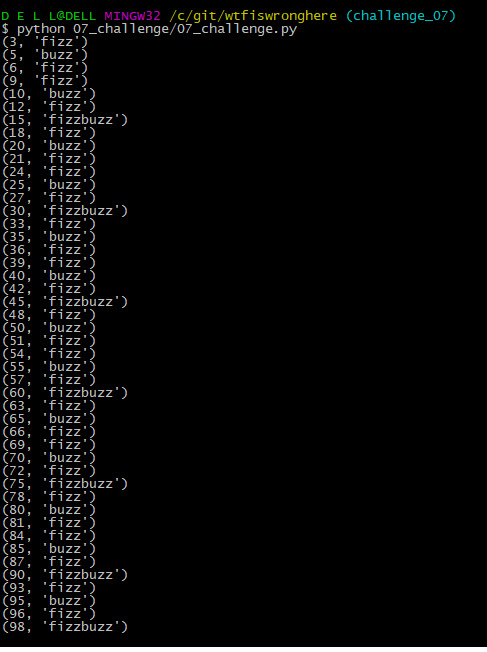 D E L L@DELL MINGW32 /c/git/wtfiswronghere (challenge_07)
$ python 07_challenge/07_challenge.py
(3, 'fizz')
(5, 'buzz')
(6, 'fizz')
(9, 'fizz')
(10, 'buzz')
(12, 'fizz')
(15, 'fizzbuzz')
(18, 'fizz')
(20, 'buzz')
(21, 'fizz')
(24, 'fizz')
(25, 'buzz')
(27, 'fizz')
(30, 'fizzbuzz')
(33, 'fizz')
(35, 'buzz')
(36, 'fizz')
(39, 'fizz')
(40, 'buzz')
(42, 'fizz')
(45, 'fizzbuzz')
(48, 'fizz')
(50, 'buzz')
(51, 'fizz')
(54, 'fizz')
(55, 'buzz')
(57, 'fizz')
(60, 'fizzbuzz')
(63, 'fizz')
(65, 'buzz')
(66, 'fizz')
(69, 'fizz')
(70, 'buzz')
(72, 'fizz')
(75, 'fizzbuzz')
(78, 'fizz')
(80, 'buzz')
(81, 'fizz')
(84, 'fizz')
(85, 'buzz')
(87, 'fizz')
(90, 'fizzbuzz')
(93, 'fizz')
(95, 'buzz')
(96, 'fizz')
(98, 'fizzbuzz')